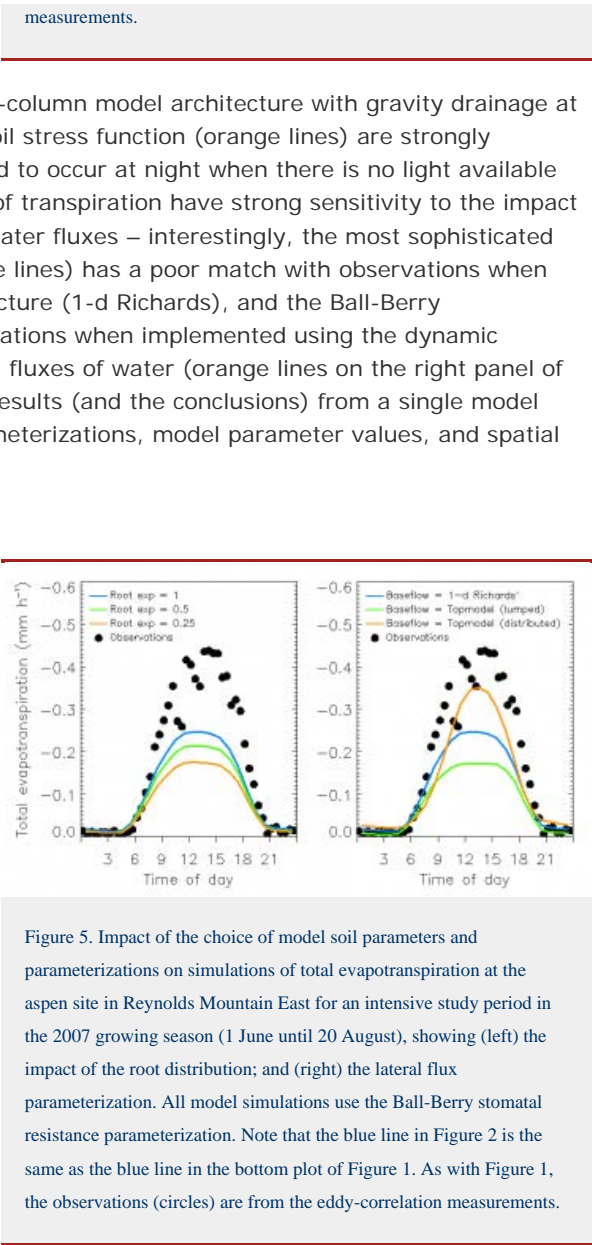 measurements.
-column model architecture with gravity drainage at
oil stress function (orange lines) are strongly
d to occur at night when there is no light available
of transpiration have strong sensitivity to the impact
vater fluxes – interestingly, the most sophisticated
e lines) has a poor match with observations when
cture (1-d Richards), and the Ball-Berry
ations when implemented using the dynamic
fluxes of water (orange lines on the right panel of
results (and the conclusions) from a single model
neterizations, model parameter values, and spatial
Total evapotranspiration (mm h⁻¹)
−0.6
−0.5
−0.4
−0.3
−0.2
−0.1
0.0
Root exp = 1
Root exp = 0.5
Root exp = 0.25
Observations
3 6 9 12 15 18 21
Time of day
−0.6
−0.5
−0.4
−0.3
−0.2
−0.1
0.0
Baseflow = 1-d Richards'
Baseflow = Topmodel (lumped)
Baseflow = Topmodel (distributed)
Observations
3 6 9 12 15 18 21
Time of day
Figure 5. Impact of the choice of model soil parameters and
parameterizations on simulations of total evapotranspiration at the
aspen site in Reynolds Mountain East for an intensive study period in
the 2007 growing season (1 June until 20 August), showing (left) the
impact of the root distribution; and (right) the lateral flux
parameterization. All model simulations use the Ball-Berry stomatal
resistance parameterization. Note that the blue line in Figure 2 is the
same as the blue line in the bottom plot of Figure 1. As with Figure 1,
the observations (circles) are from the eddy-correlation measurements.